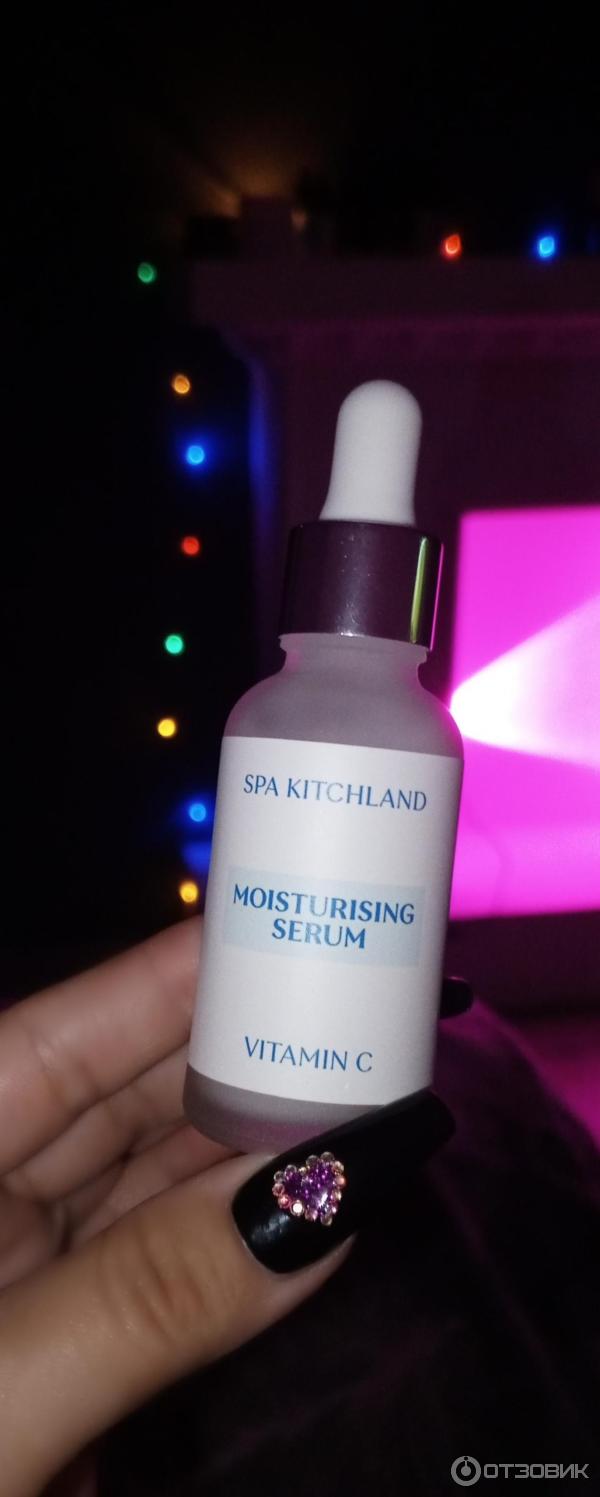 SPA KITCHLAND
MOISTURISING
SERUM
VITAMIN C
ОТЗОВИК